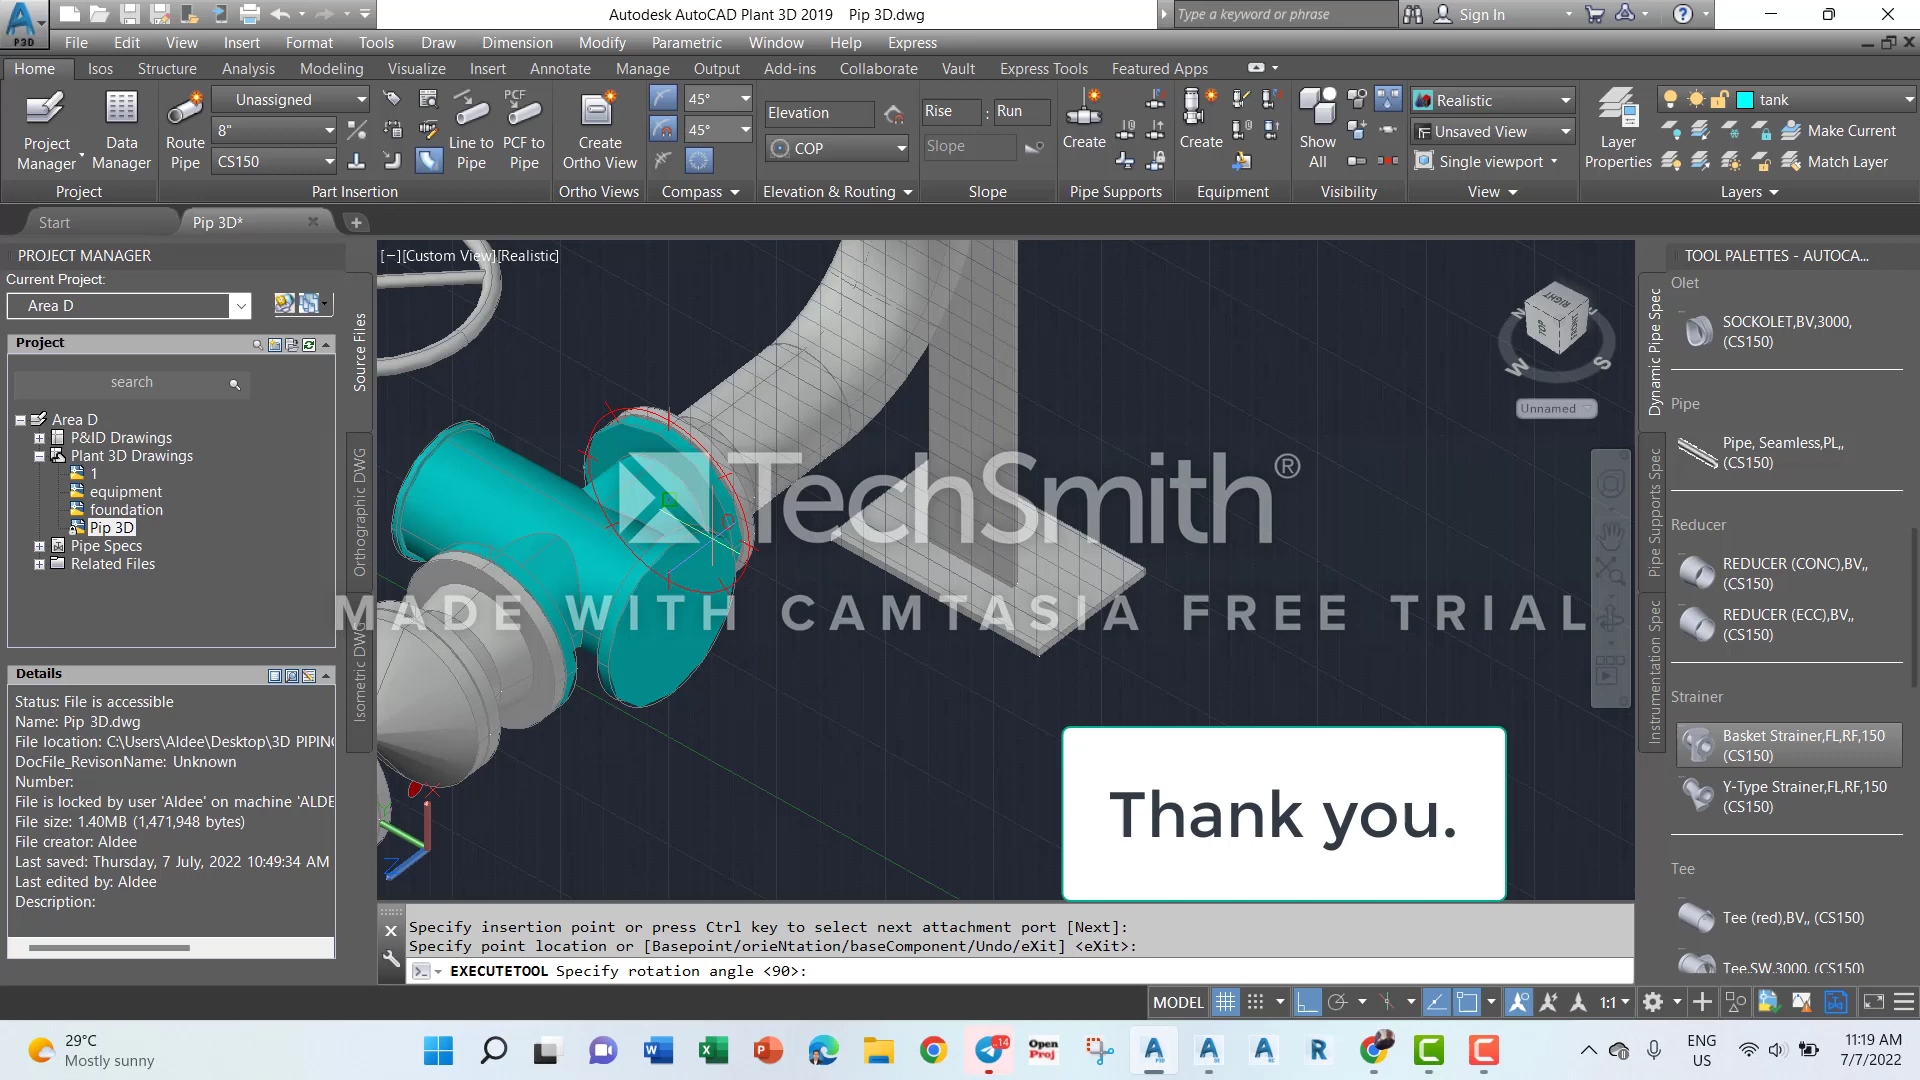 Autodesk AutoCAD Plant 3D 2019 Pip 3D.dwg
Type a keyword or phrase
Sign In
P3D
File Edit View Insert Format Tools Draw Dimension Modify Parametric Window Help Express
Home Isos Structure Analysis Modeling Visualize Insert Annotate Manage Output Add-ins Collaborate Vault Express Tools Featured Apps
Project Manager
Data Manager
Project
Route Pipe
Unassigned
8"
CS150
Line to Pipe
PCF
PCF to Pipe
Part Insertion
Create Ortho View
Ortho Views
45°
45°
Compass
Elevation
COP
Elevation & Routing
Rise : Run
Slope
Slope
Create
Pipe Supports
Create
Equipment
Show All
Visibility
Realistic
Unsaved View
Single viewport
View
Layer Properties
tank
Make Current
Match Layer
Layers
Start
Pip 3D*
PROJECT MANAGER
Current Project:
Area D
Project
search
Area D
P&ID Drawings
Plant 3D Drawings
1
equipment
foundation
Pip 3D
Pipe Specs
Related Files
Source Files
Orthographic DWG
Isometric DWG
Details
Status: File is accessible
Name: Pip 3D.dwg
File location: C:\Users\Aldee\Desktop\3D PIPING
DocFile_RevisonName: Unknown
Number:
File is locked by user 'Aldee' on machine 'ALDE
File size: 1.40MB (1,471,948 bytes)
File creator: Aldee
Last saved: Thursday, 7 July, 2022 10:49:34 AM
Last edited by: Aldee
Description:
[−][Custom View][Realistic]
RIGHT
N
W
S
Unnamed
TechSmith®
MADE WITH CAMTASIA FREE TRIAL
Thank you.
X
Y
Z
TOOL PALETTES - AUTOCA...
Dynamic Pipe Spec
Pipe Supports Spec
Instrumentation Spec
Olet
SOCKOLET,BV,3000, (CS150)
Pipe
Pipe, Seamless,PL,, (CS150)
Reducer
REDUCER (CONC),BV,, (CS150)
REDUCER (ECC),BV,, (CS150)
Strainer
Basket Strainer,FL,RF,150 (CS150)
Y-Type Strainer,FL,RF,150 (CS150)
Tee
Tee (red),BV,, (CS150)
Tee,SW,3000, (CS150)
Specify insertion point or press Ctrl key to select next attachment port [Next]:
Specify point location or [Basepoint/orieNtation/baseComponent/Undo/eXit] <eXit>:
EXECUTETOOL Specify rotation angle <90>:
MODEL
1:1
29°C
Mostly sunny
14
Open Proj
ENG
US
11:19 AM
7/7/2022